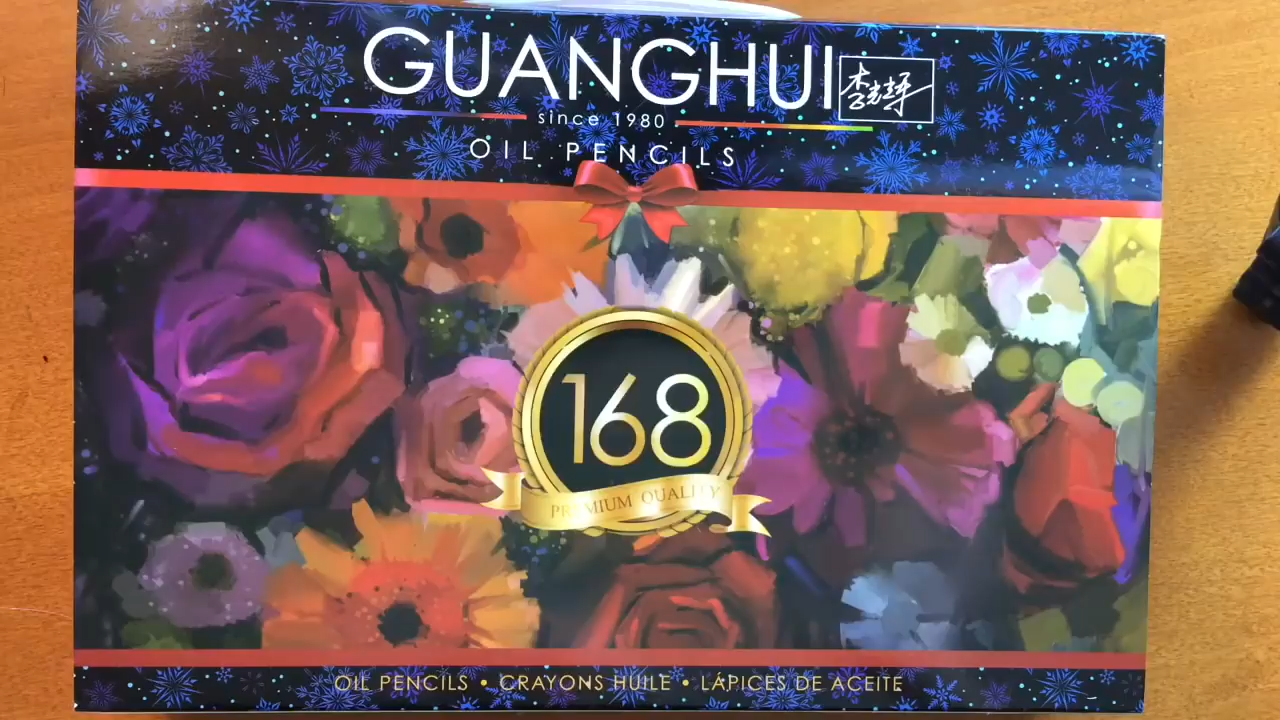 GUANGHUI
since 1980
OIL PENCILS
168
PREMIUM QUALITY
OIL PENCILS • CRAYONS HUILE • LÁPICES DE ACEITE